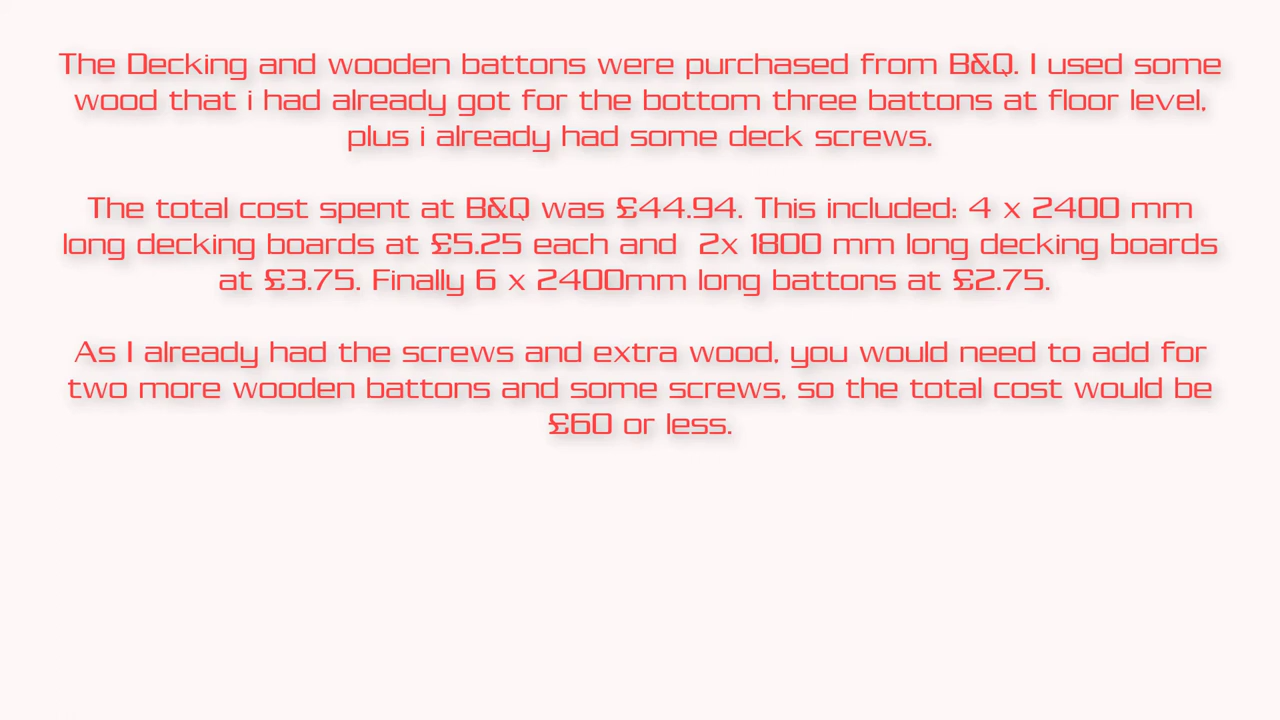 The Decking and wooden battons were purchased from B&Q. I used some
wood that i had already got for the bottom three battons at floor level,
plus i already had some deck screws.
The total cost spent at B&Q was £44.94. This included: 4 x 2400 mm
long decking boards at £5.25 each and  2x 1800 mm long decking boards
at £3.75. Finally 6 x 2400mm long battons at £2.75.
As I already had the screws and extra wood, you would need to add for
two more wooden battons and some screws, so the total cost would be
£60 or less.